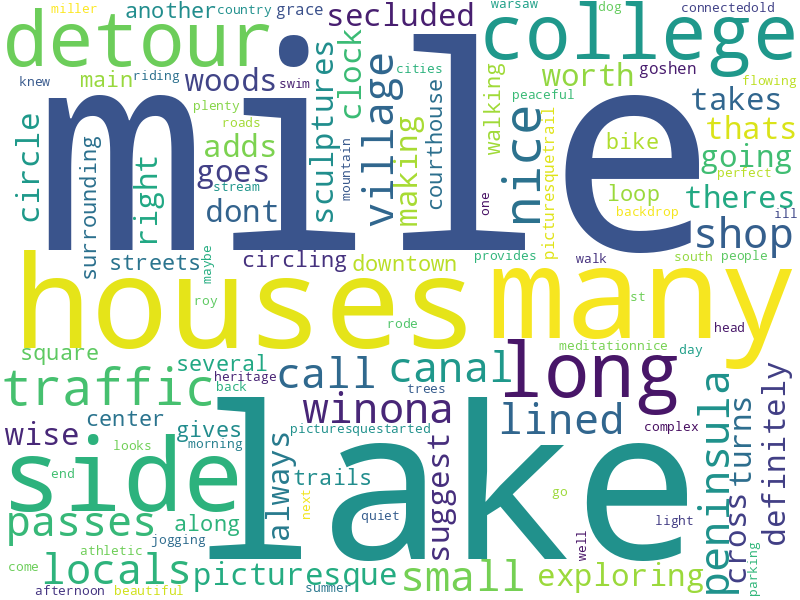 miller another country grace secluded warsaw dog connectedold
detour college
knew main riding woods swim sculptures clock cities worth goshen flowing
mile
plenty village peaceful walking takes
circle surrounding right roads adds goes stream dont mountain making courthouse nice picturesquetrail bike thats going
one loop theres perfect backdrop ill
streets maybe circling downtown provides walk shop south people
houses many
roy rode st head
square several heritage call canal long meditationnice day
traffic back winona trees lined peninsula turns definitely
wise center gives morning picturesquestarted suggest complex cross
side looks always trails lake
end next quiet go light
passes along jogging well
athletic parking
come locals picturesque small exploring
afternoon beautiful summer